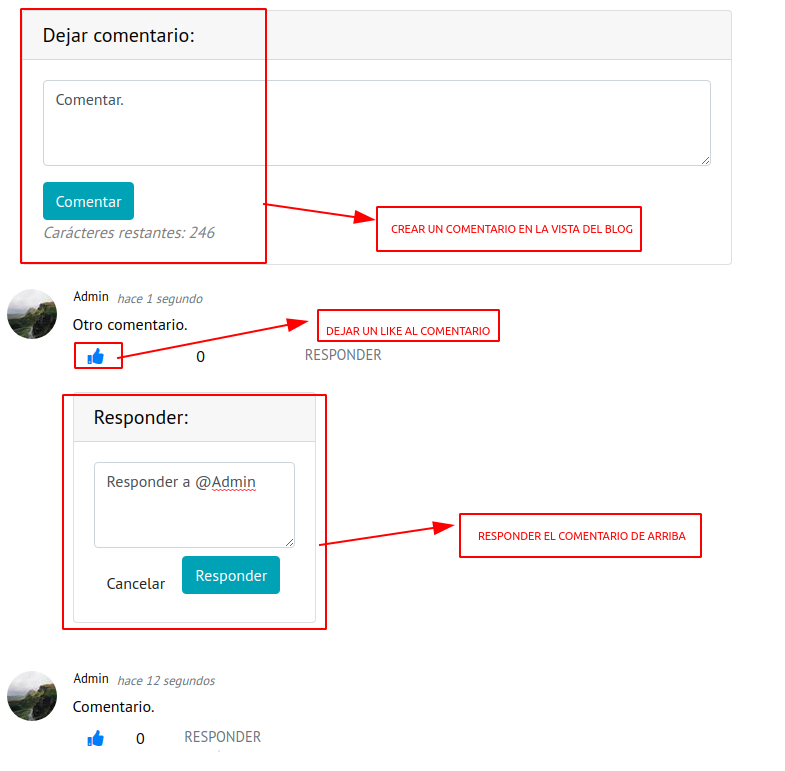 Dejar comentario:
Comentar.
Comentar
Carácteres restantes: 246
CREAR UN COMENTARIO EN LA VISTA DEL BLOG
Admin hace 1 segundo
Otro comentario.
DEJAR UN LIKE AL COMENTARIO
0 RESPONDER
Responder:
Responder a @Admin
RESPONDER EL COMENTARIO DE ARRIBA
Cancelar Responder
Admin hace 12 segundos
Comentario.
0 RESPONDER